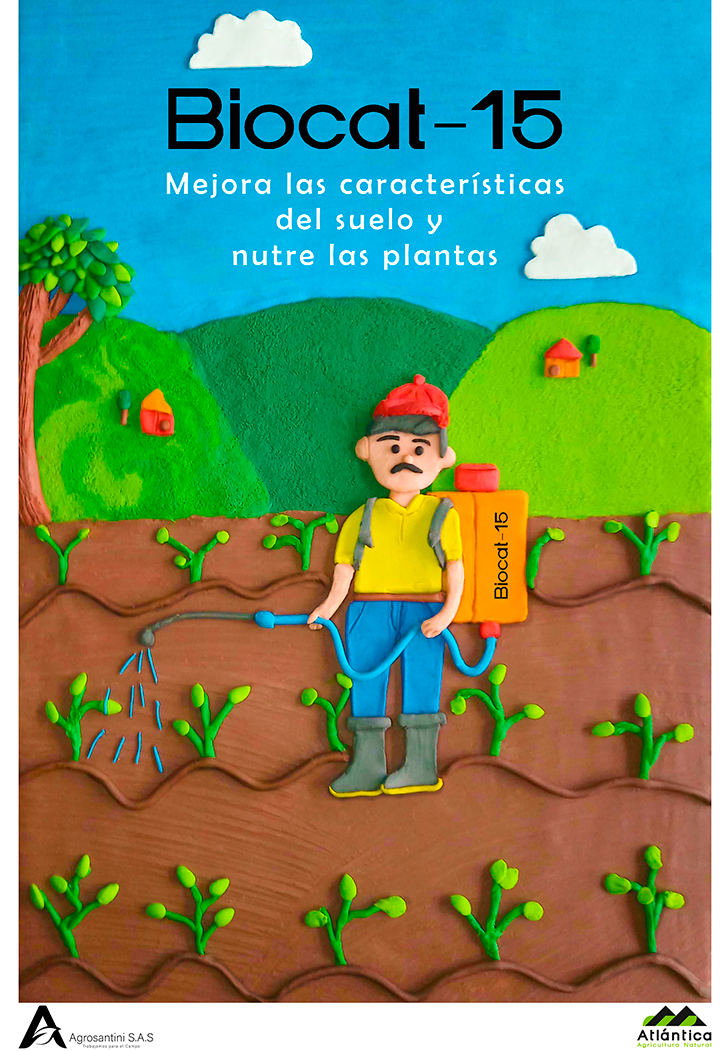 Biocat-15
Mejora las características
del suelo y
nutre las plantas
Biocat-15
Agrosantini S.A.S
Trabajamos para el Campo
Atlántica
Agricultura Natural